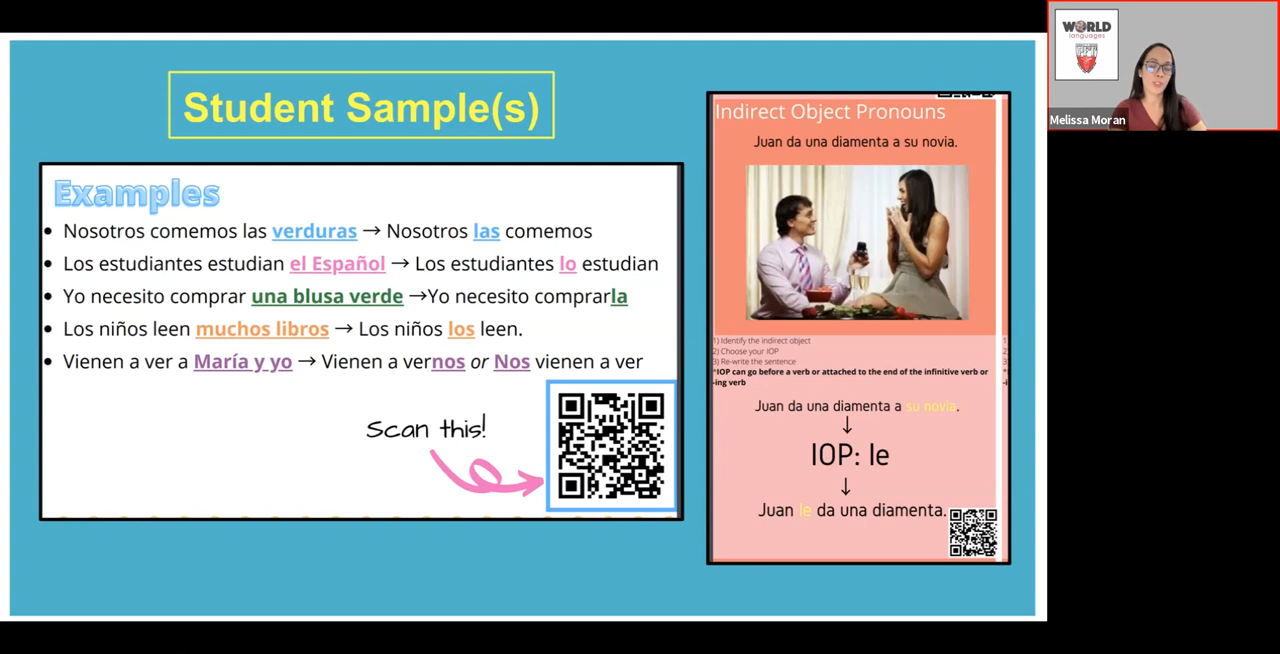 Student Sample(s)
Examples
• Nosotros comemos las verduras → Nosotros las comemos
• Los estudiantes estudian el Español → Los estudiantes lo estudian
• Yo necesito comprar una blusa verde →Yo necesito comprarla
• Los niños leen muchos libros → Los niños los leen.
• Vienen a ver a María y yo → Vienen a vernos or Nos vienen a ver
Scan this!
Indirect Object Pronouns
Juan da una diamenta a su novia.
1) Identify the indirect object
2) Choose your IOP
3) Re-write the sentence
*IOP can go before a verb or attached to the end of the infinitive verb or
-ing verb
Juan da una diamenta a su novia.
↓
IOP: le
↓
Juan le da una diamenta.
WORLD
languages
Melissa Moran